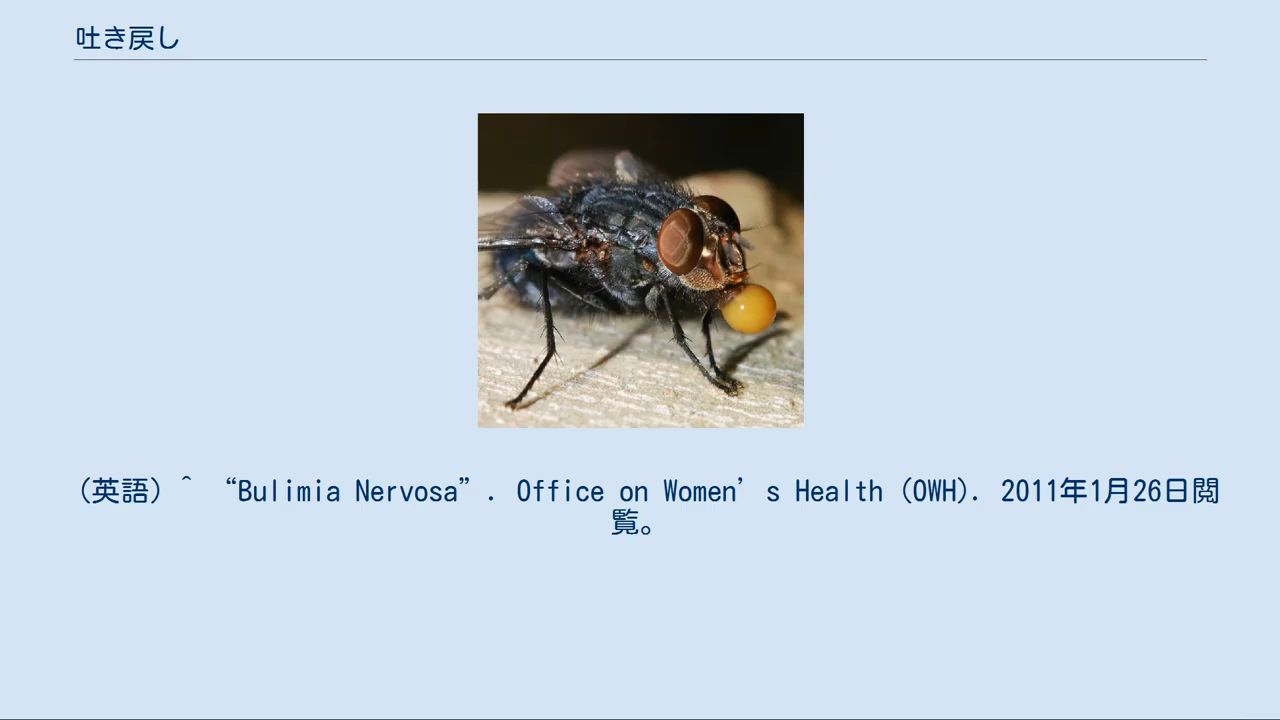 吐き戻し
（英語）^ “Bulimia Nervosa”. Office on Women’s Health (OWH). 2011年1月26日閲
覧。